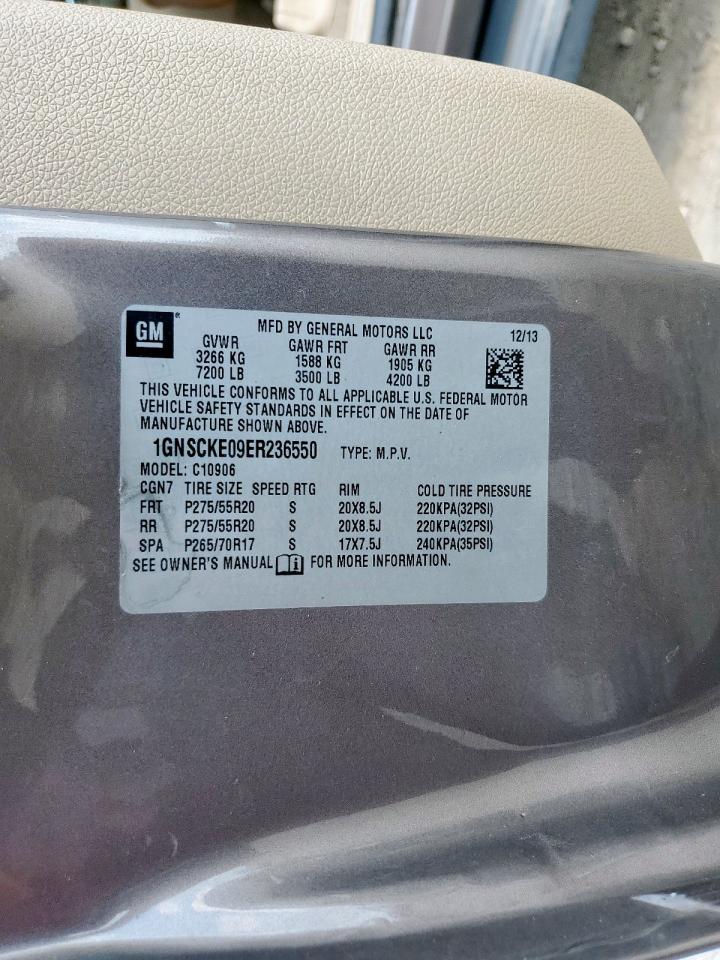 GM ®
MFD BY GENERAL MOTORS LLC 12/13
GVWR GAWR FRT GAWR RR
3266 KG 1588 KG 1905 KG
7200 LB 3500 LB 4200 LB
THIS VEHICLE CONFORMS TO ALL APPLICABLE U.S. FEDERAL MOTOR
VEHICLE SAFETY STANDARDS IN EFFECT ON THE DATE OF
MANUFACTURE SHOWN ABOVE.
1GNSCKE09ER236550 TYPE: M.P.V.
MODEL: C10906
CGN7 TIRE SIZE SPEED RTG RIM COLD TIRE PRESSURE
FRT P275/55R20 S 20X8.5J 220KPA(32PSI)
RR P275/55R20 S 20X8.5J 220KPA(32PSI)
SPA P265/70R17 S 17X7.5J 240KPA(35PSI)
SEE OWNER'S MANUAL i FOR MORE INFORMATION.